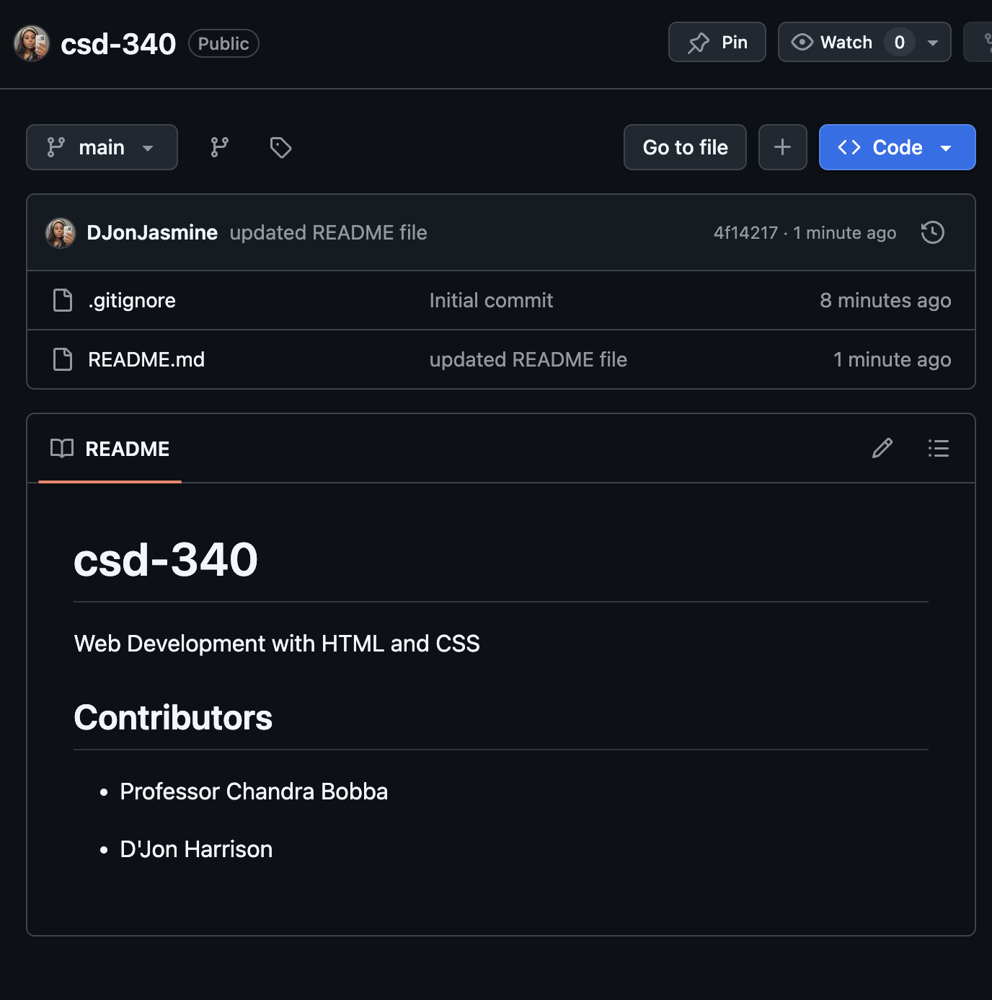 csd-340 Public Pin Watch 0
main Go to file Code
DJonJasmine updated README file 4f14217 · 1 minute ago
.gitignore Initial commit 8 minutes ago
README.md updated README file 1 minute ago
README
csd-340
Web Development with HTML and CSS
Contributors
• Professor Chandra Bobba
• D'Jon Harrison